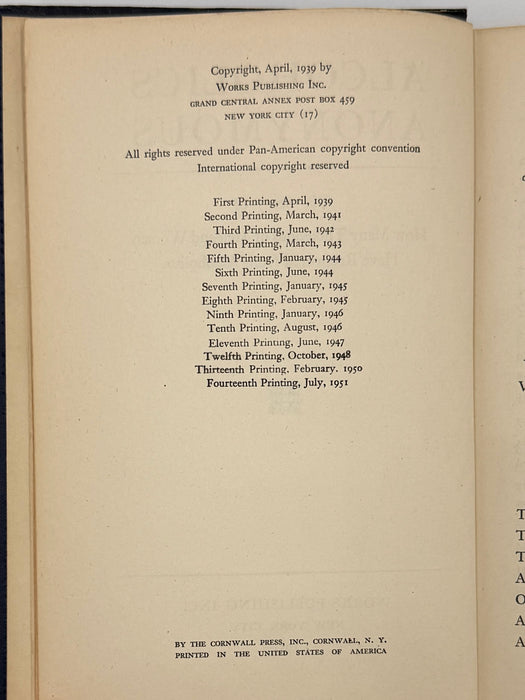 Copyright, April, 1939 by
Works Publishing Inc.
GRAND CENTRAL ANNEX POST BOX 459
NEW YORK CITY (17)
All rights reserved under Pan-American copyright convention
International copyright reserved
First Printing, April, 1939
Second Printing, March, 1941
Third Printing, June, 1942
Fourth Printing, March, 1943
Fifth Printing, January, 1944
Sixth Printing, June, 1944
Seventh Printing, January, 1945
Eighth Printing, February, 1945
Ninth Printing, January, 1946
Tenth Printing, August, 1946
Eleventh Printing, June, 1947
Twelfth Printing, October, 1948
Thirteenth Printing, February. 1950
Fourteenth Printing, July, 1951
BY THE CORNWALL PRESS, INC., CORNWALL, N. Y.
PRINTED IN THE UNITED STATES OF AMERICA
T
T
T
A
O
A
A